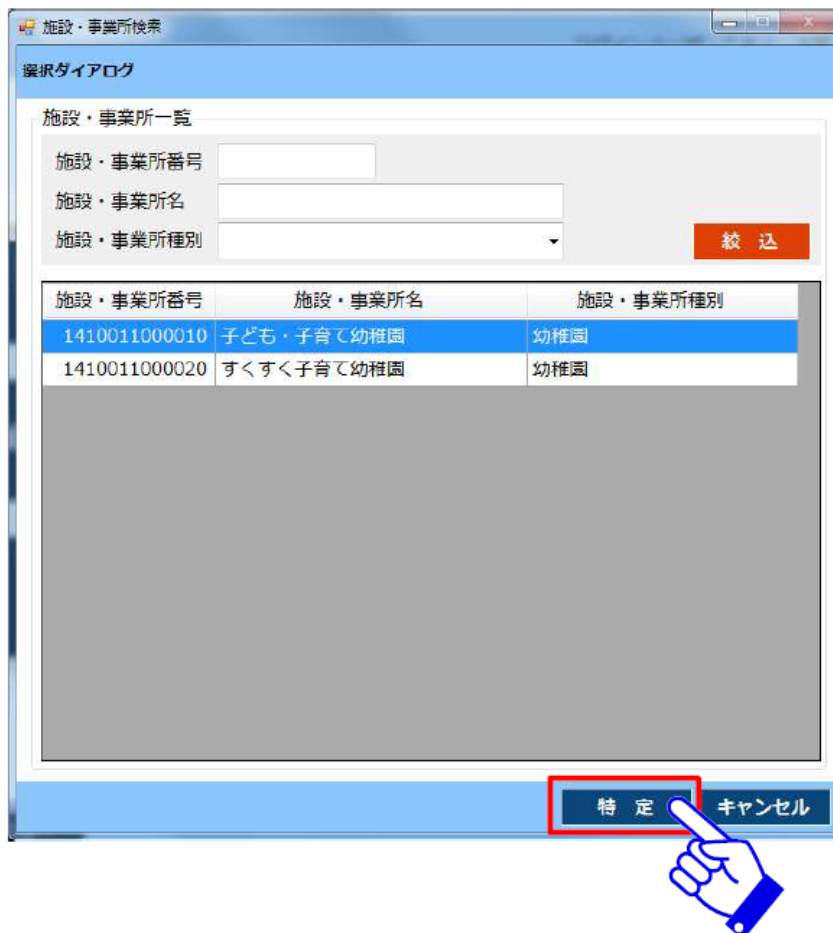 施設・事業所検索
選択ダイアログ
施設・事業所一覧
施設・事業所番号
施設・事業所名
施設・事業所種別
絞 込
施設・事業所番号 施設・事業所名 施設・事業所種別
1410011000010 子ども・子育て幼稚園 幼稚園
1410011000020 すくすく子育て幼稚園 幼稚園
特 定 キャンセル